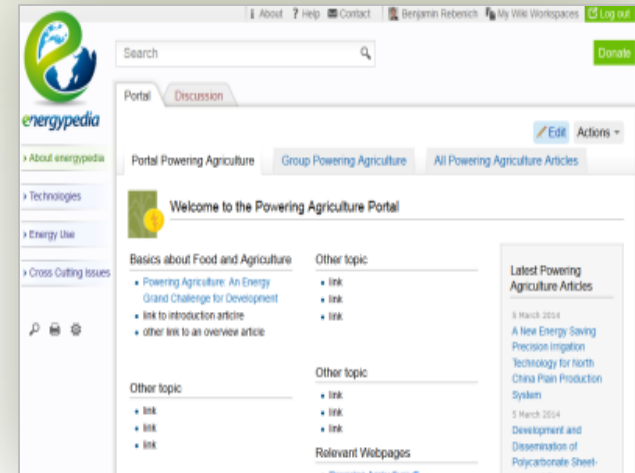 About ? Help Contact Benjamin Rebenich My Wiki Workspaces Log out
Search
Donate
energypedia
Portal Discussion
Edit Actions
› About energypedia
› Technologies
› Energy Use
› Cross Cutting Issues
Portal Powering Agriculture Group Powering Agriculture All Powering Agriculture Articles
Welcome to the Powering Agriculture Portal
Basics about Food and Agriculture
• Powering Agriculture: An Energy
Grand Challenge for Development
• link to introduction articlre
• other link to an overview article
Other topic
• link
• link
• link
Other topic
• link
• link
• link
Other topic
• link
• link
• link
Relevant Webpages
Latest Powering
Agriculture Articles
5 March 2014
A New Energy Saving
Precision Irrigation
Technology for North
China Plain Production
System
5 March 2014
Development and
Dissemination of
Polycarbonate Sheet-